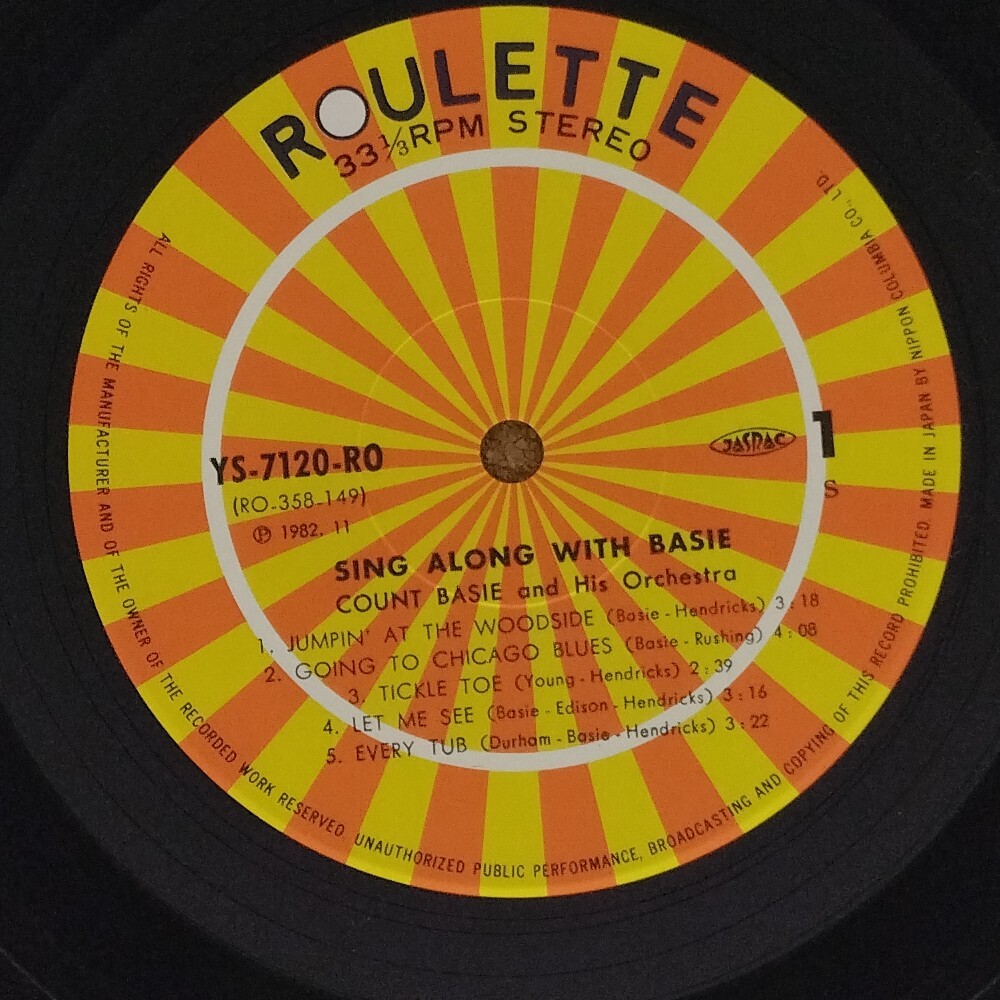 ROULETTE
33⅓RPM STEREO
JASRAC
1
S
YS-7120-RO
(RO-358-149)
Ⓟ 1982. 11
SING ALONG WITH BASIE
COUNT BASIE and His Orchestra
1. JUMPIN' AT THE WOODSIDE (Basie - Hendricks) 3 : 18
2. GOING TO CHICAGO BLUES (Basie - Rushing) 4 : 08
3. TICKLE TOE (Young - Hendricks) 2 : 39
4. LET ME SEE (Basie - Edison - Hendricks) 3 : 16
5. EVERY TUB (Durham - Basie - Hendricks) 3 : 22
ALL RIGHTS OF THE MANUFACTURER AND OF THE OWNER OF THE RECORDED WORK RESERVED. UNAUTHORIZED PUBLIC PERFORMANCE, BROADCASTING AND COPYING OF THIS RECORD PROHIBITED. MADE IN JAPAN BY NIPPON COLUMBIA CO., LTD.